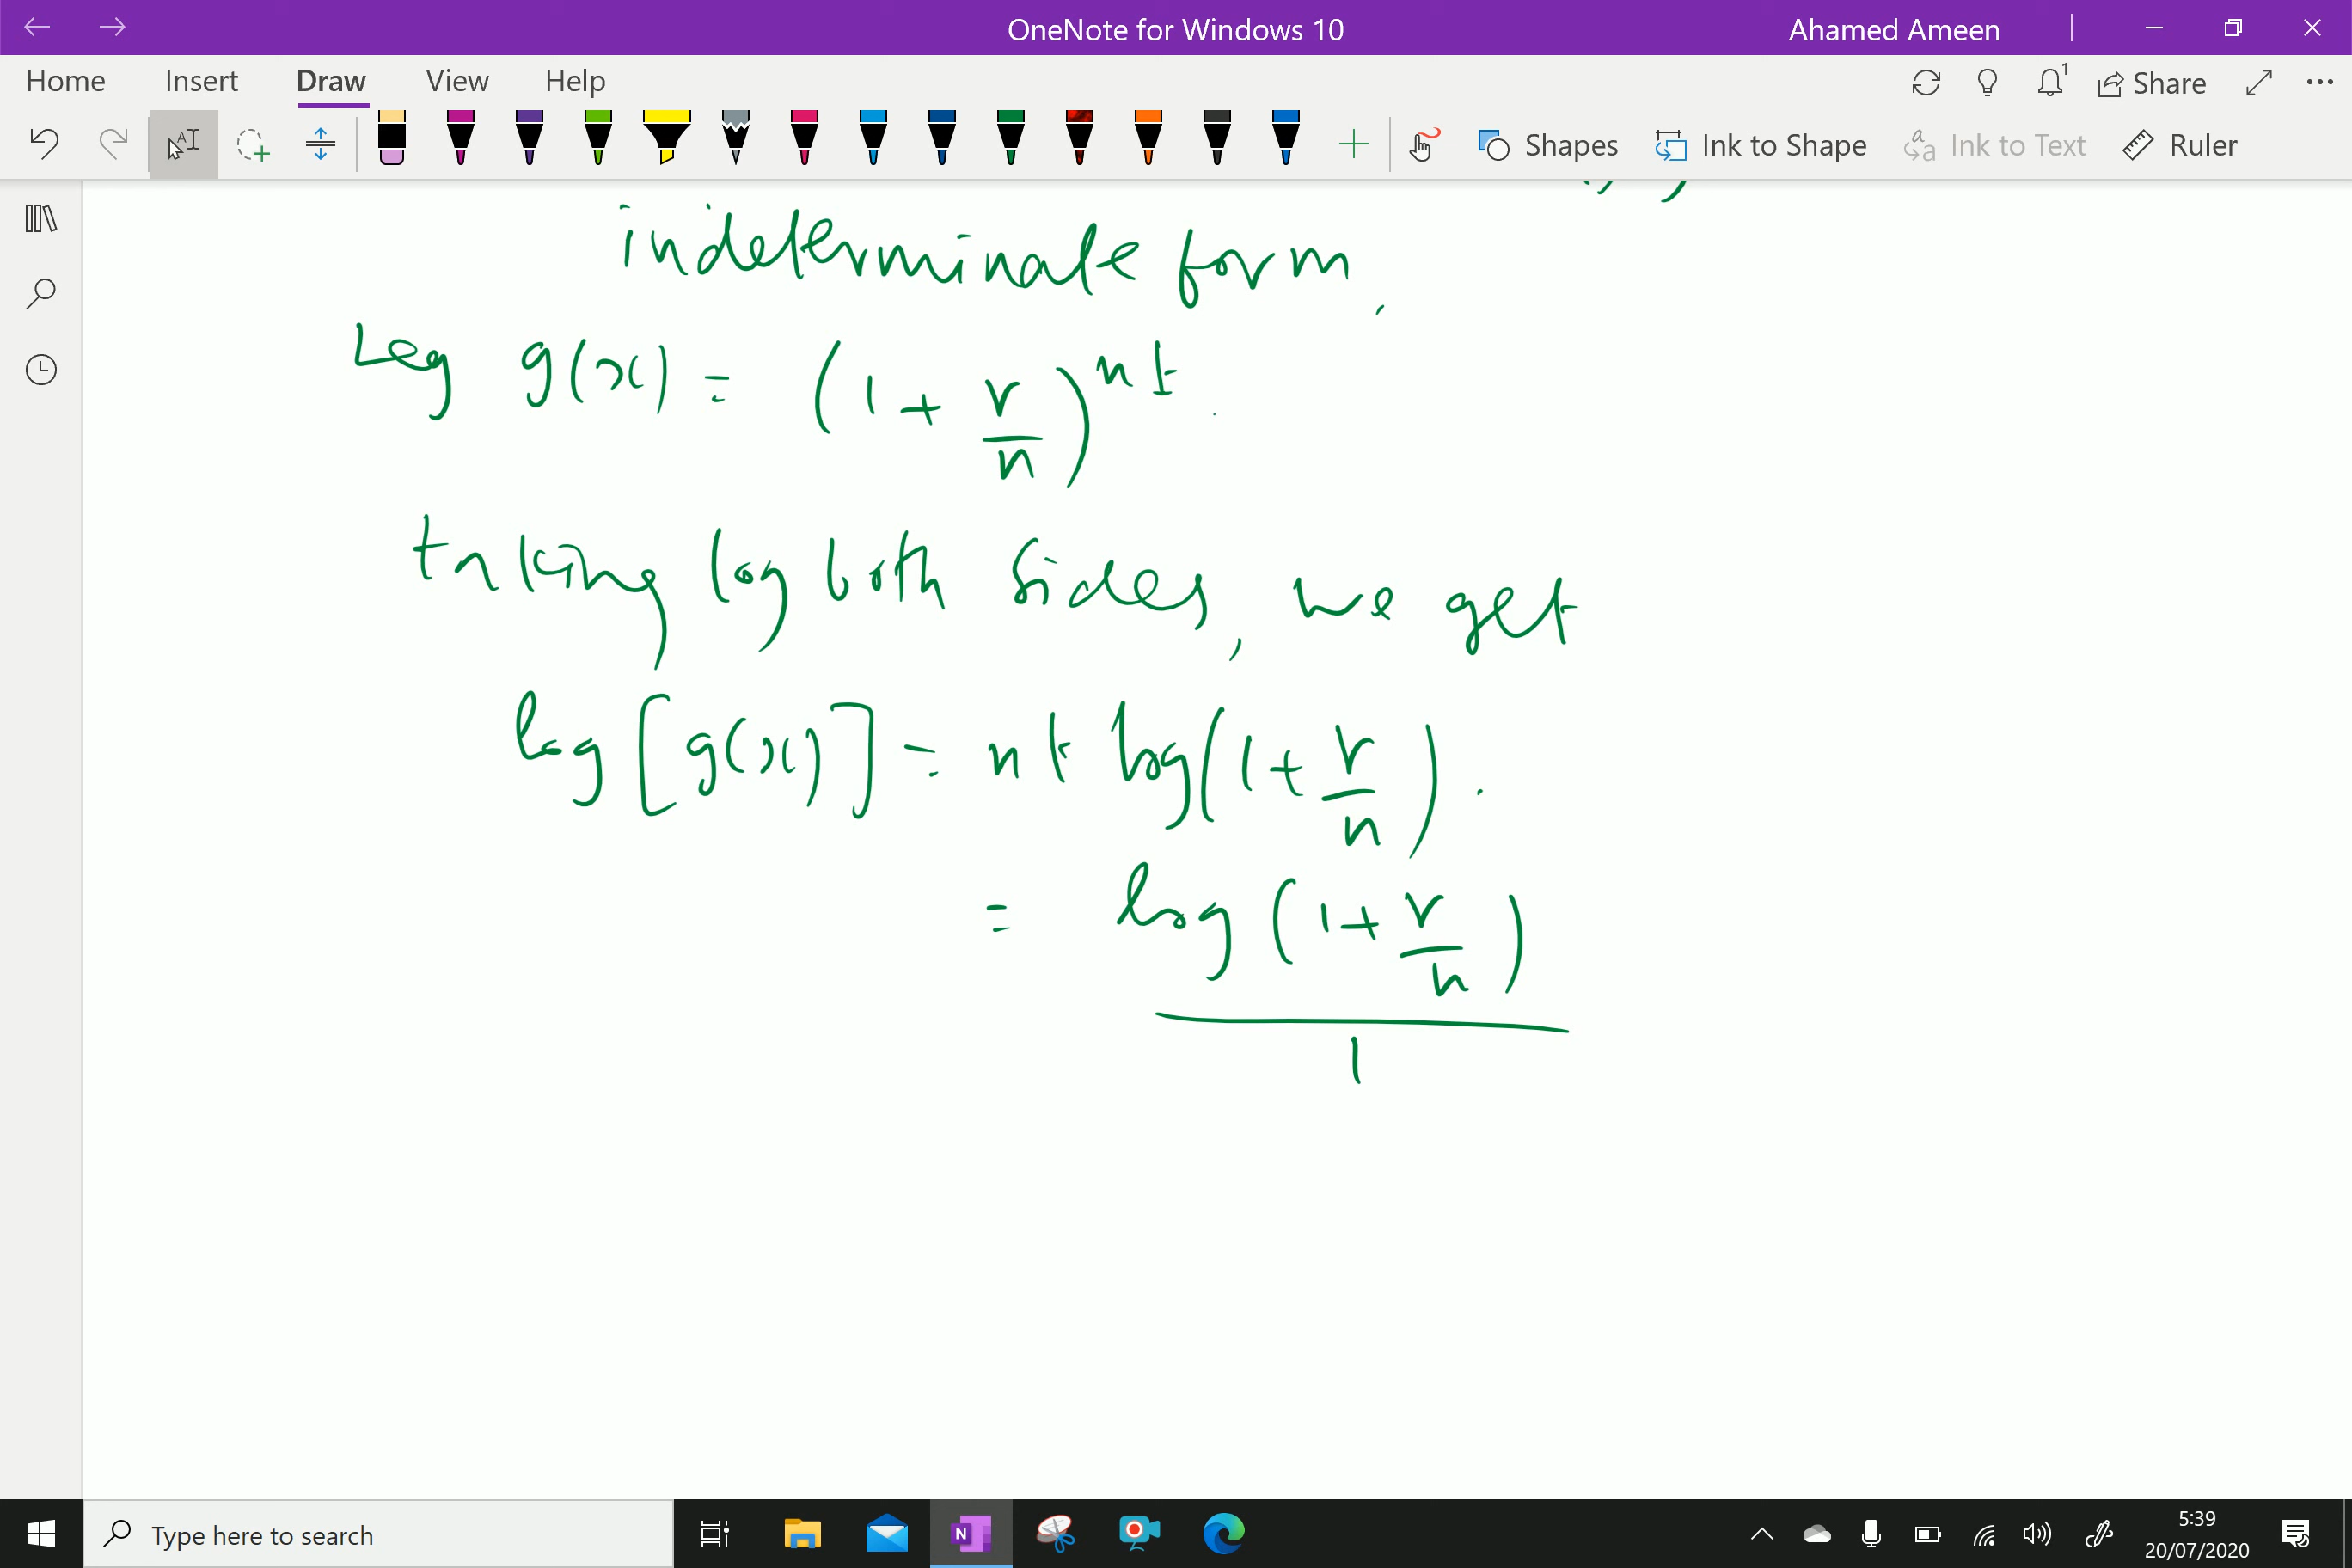 OneNote for Windows 10 Ahamed Ameen
Home Insert Draw View Help 1 Share
Shapes Ink to Shape Ink to Text Ruler
indeterminate form,
Leg g(x) = (1 + r/n)^nt.
taking log both sides, we get
log [g(x)] = nt log(1 + r/n).
= log (1 + r/n)
1
Type here to search
5:39
20/07/2020